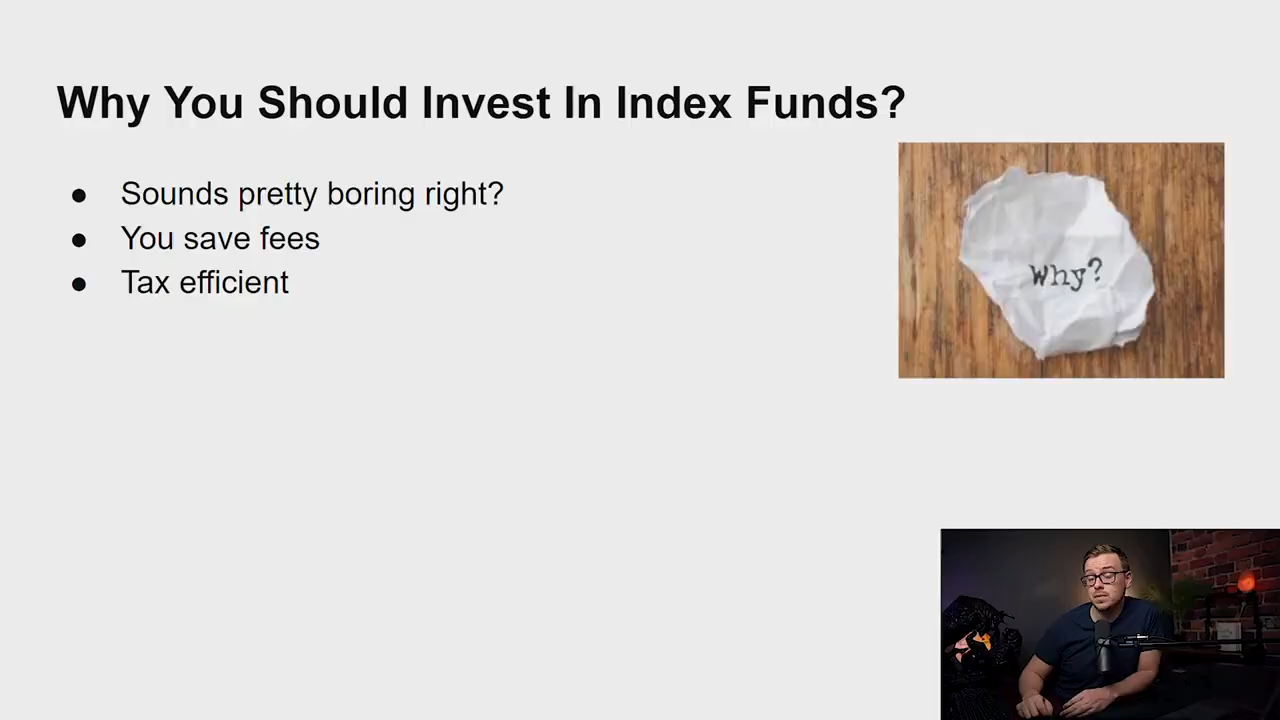 Why You Should Invest In Index Funds?
● Sounds pretty boring right?
● You save fees
● Tax efficient
Why?